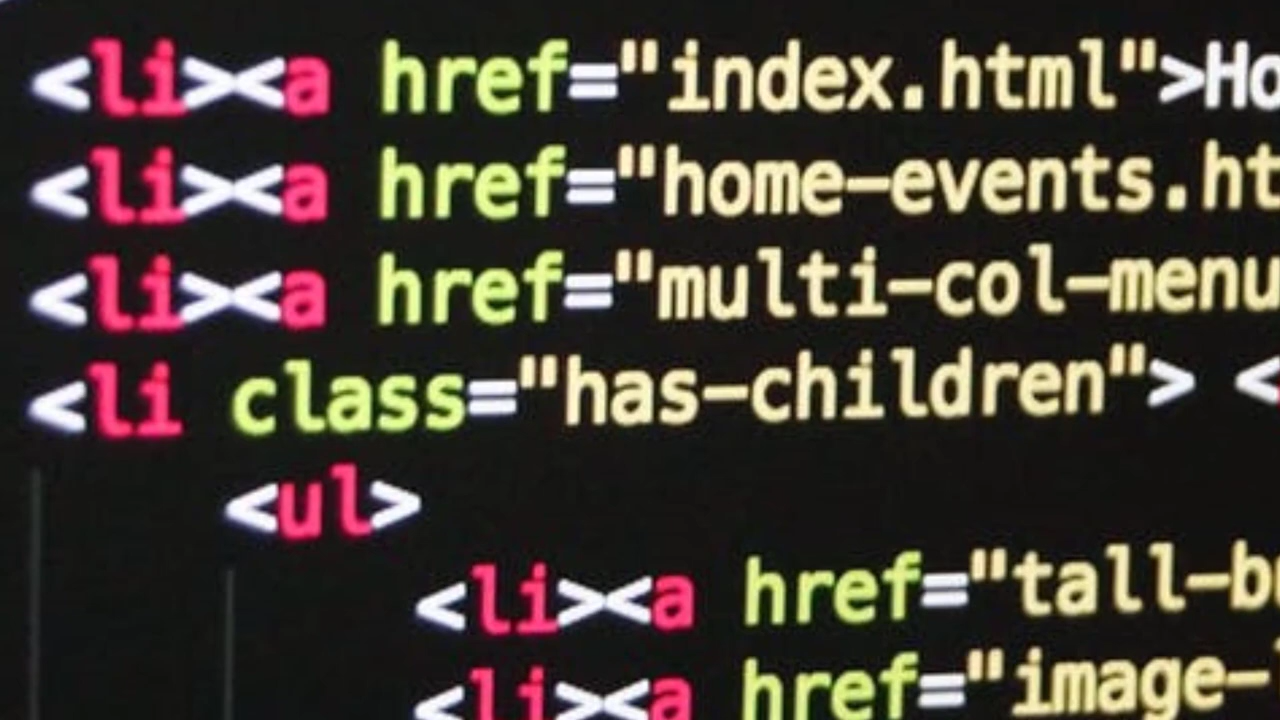 <li><a href="index.html">Ho
<li><a href="home-events.ht
<li><a href="multi-col-menu
<li class="has-children"> <
<ul>
<li><a href="tall-b
<li><a href="image-